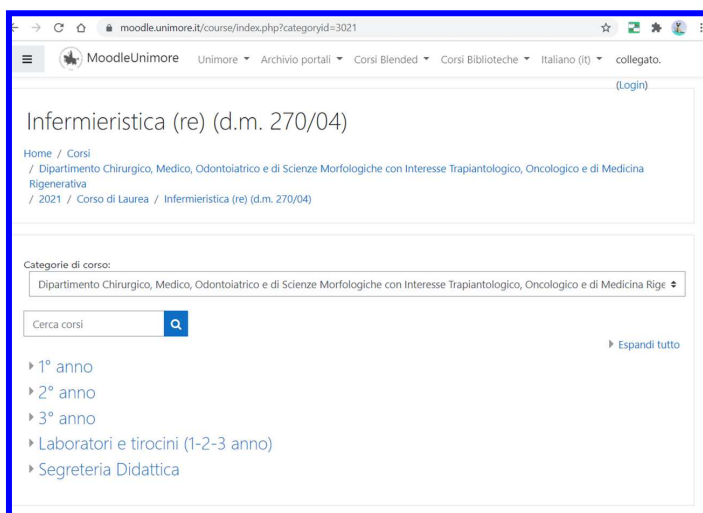 moodle.unimore.it/course/index.php?categoryid=3021
MoodleUnimore Unimore Archivio portali Corsi Blended Corsi Biblioteche Italiano (it) collegato.
(Login)
Infermieristica (re) (d.m. 270/04)
Home / Corsi
/ Dipartimento Chirurgico, Medico, Odontoiatrico e di Scienze Morfologiche con Interesse Trapiantologico, Oncologico e di Medicina
Rigenerativa
/ 2021 / Corso di Laurea / Infermieristica (re) (d.m. 270/04)
Categorie di corso:
Dipartimento Chirurgico, Medico, Odontoiatrico e di Scienze Morfologiche con Interesse Trapiantologico, Oncologico e di Medicina Rige
Cerca corsi
Espandi tutto
1° anno
2° anno
3° anno
Laboratori e tirocini (1-2-3 anno)
Segreteria Didattica